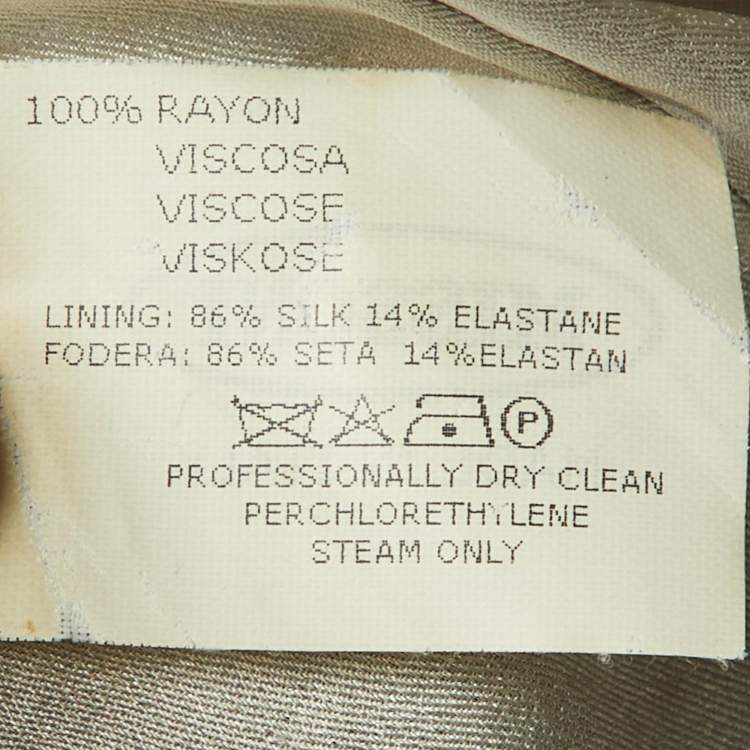 100% RAYON
VISCOSA
VISCOSE
VISKOSE
LINING: 86% SILK 14% ELASTANE
FODERA: 86% SETA 14%ELASTAN
P
PROFESSIONALLY DRY CLEAN
PERCHLORETHYLENE
STEAM ONLY